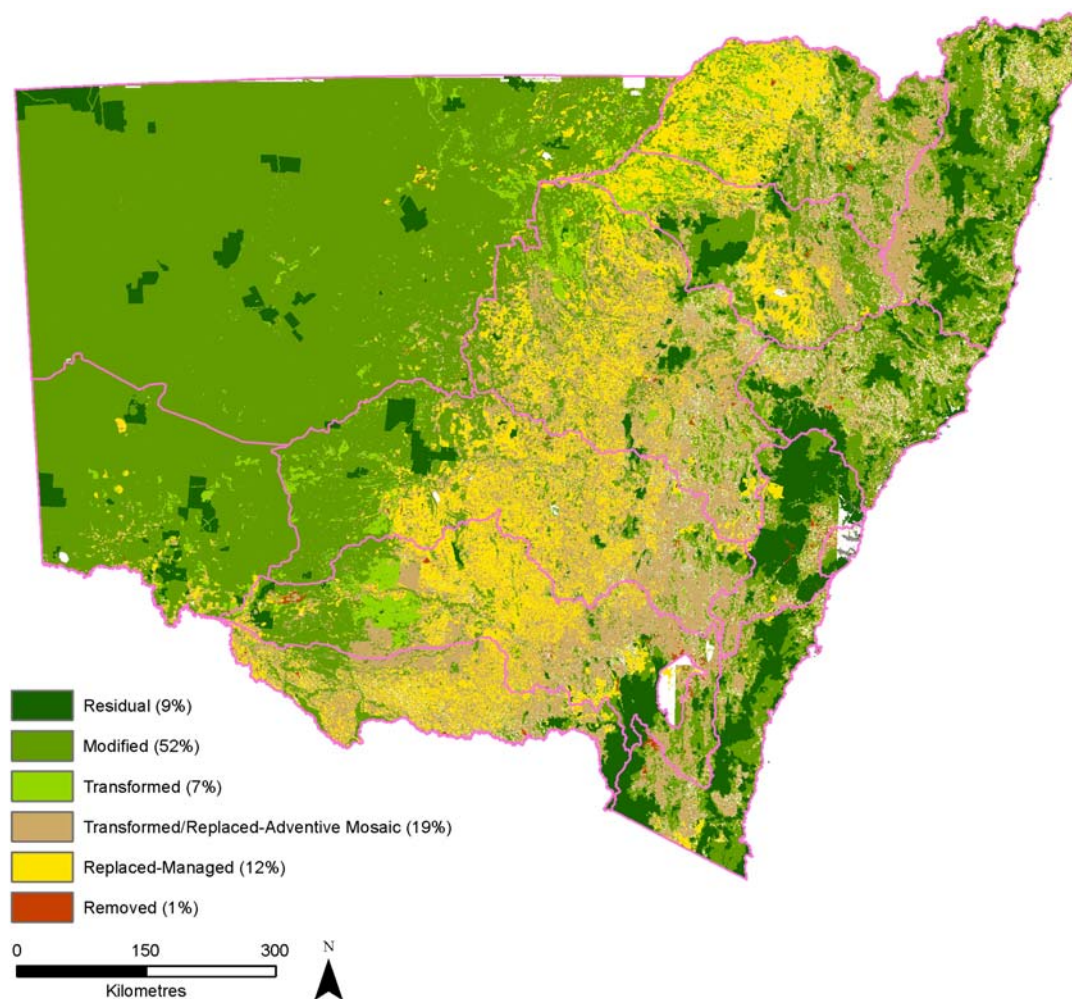 Residual (9%)
Modified (52%)
Transformed (7%)
Transformed/Replaced-Adventive Mosaic (19%)
Replaced-Managed (12%)
Removed (1%)
0 150 300
Kilometres
N